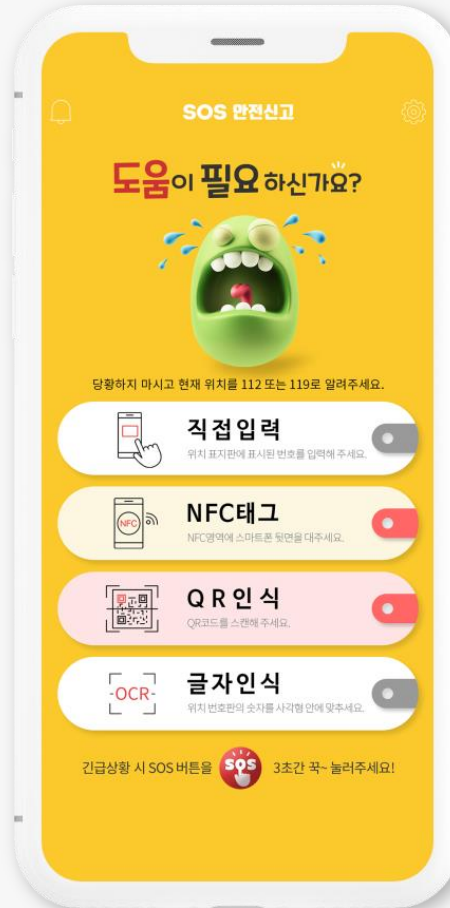 SOS 안전신고
도움이 필요하신가요?
당황하지 마시고 현재 위치를 112 또는 119로 알려주세요.
직접입력
위치 표지판에 표시된 번호를 입력해 주세요.
NFC
NFC태그
NFC영역에 스마트폰 뒷면을 대주세요.
QR인식
QR코드를 스캔해 주세요.
-OCR-
글자인식
위치 번호판의 숫자를 사각형 안에 맞추세요.
긴급상황 시 SOS 버튼을 SOS 3초간 꾹~ 눌러주세요!